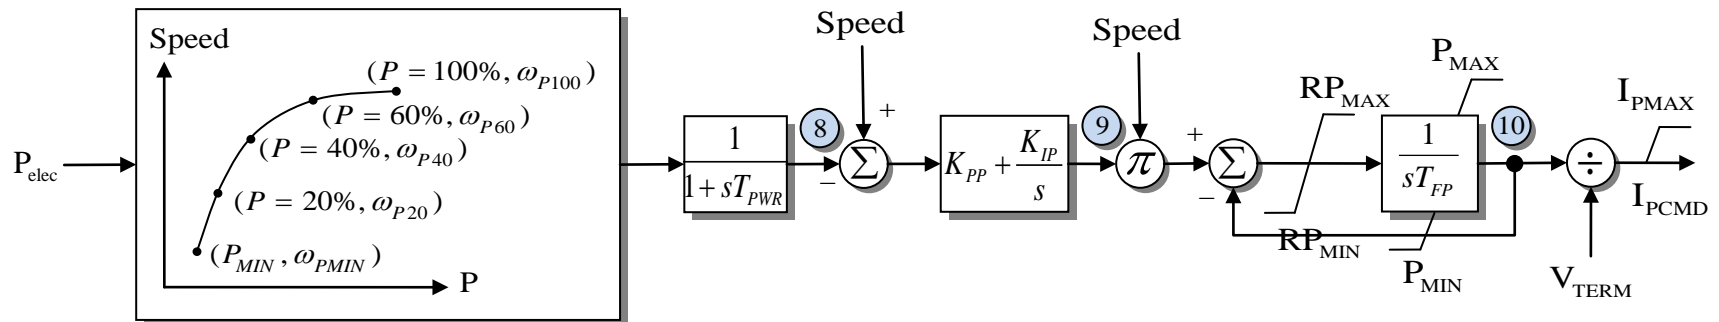 P_elec
Speed
(P = 100%, ω_P100)
(P = 60%, ω_P60)
(P = 40%, ω_P40)
(P = 20%, ω_P20)
(P_MIN, ω_PMIN)
P
1
1 + sT_PWR
8
Speed
+
−
Σ
K_PP + K_IP
s
9
Speed
π
+
−
Σ
RP_MAX
RP_MIN
P_MAX
1
sT_FP
P_MIN
10
÷
V_TERM
I_PMAX
I_PCMD